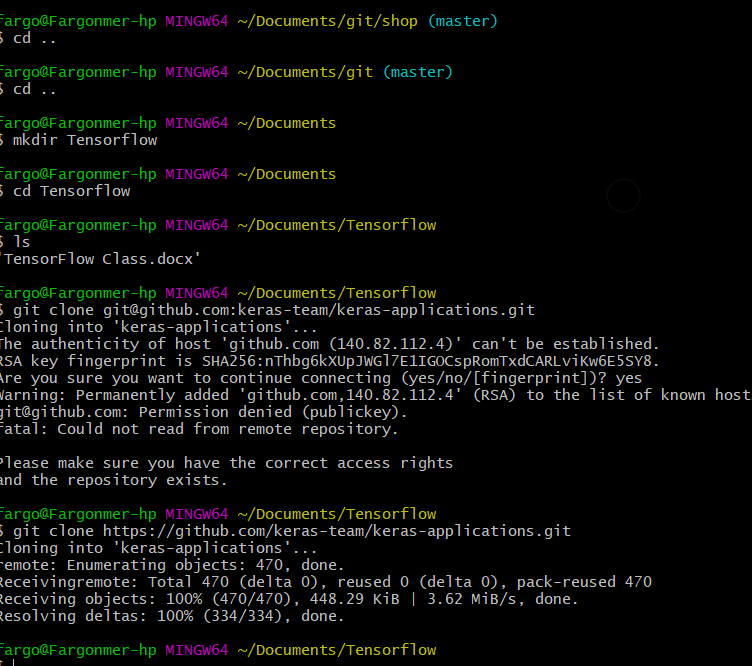 fargo@Fargonmer-hp MINGW64 ~/Documents/git/shop (master)
$ cd ..
fargo@Fargonmer-hp MINGW64 ~/Documents/git (master)
$ cd ..
fargo@Fargonmer-hp MINGW64 ~/Documents
$ mkdir Tensorflow
fargo@Fargonmer-hp MINGW64 ~/Documents
$ cd Tensorflow
fargo@Fargonmer-hp MINGW64 ~/Documents/Tensorflow
$ ls
'TensorFlow Class.docx'
fargo@Fargonmer-hp MINGW64 ~/Documents/Tensorflow
$ git clone git@github.com:keras-team/keras-applications.git
Cloning into 'keras-applications'...
The authenticity of host 'github.com (140.82.112.4)' can't be established.
RSA key fingerprint is SHA256:nThbg6kXUpJWGl7E1IGOCspRomTxdCARLviKw6E5SY8.
Are you sure you want to continue connecting (yes/no/[fingerprint])? yes
Warning: Permanently added 'github.com,140.82.112.4' (RSA) to the list of known host
git@github.com: Permission denied (publickey).
fatal: Could not read from remote repository.
Please make sure you have the correct access rights
and the repository exists.
fargo@Fargonmer-hp MINGW64 ~/Documents/Tensorflow
$ git clone https://github.com/keras-team/keras-applications.git
Cloning into 'keras-applications'...
remote: Enumerating objects: 470, done.
Receivingremote: Total 470 (delta 0), reused 0 (delta 0), pack-reused 470
Receiving objects: 100% (470/470), 448.29 KiB | 3.62 MiB/s, done.
Resolving deltas: 100% (334/334), done.
fargo@Fargonmer-hp MINGW64 ~/Documents/Tensorflow
$